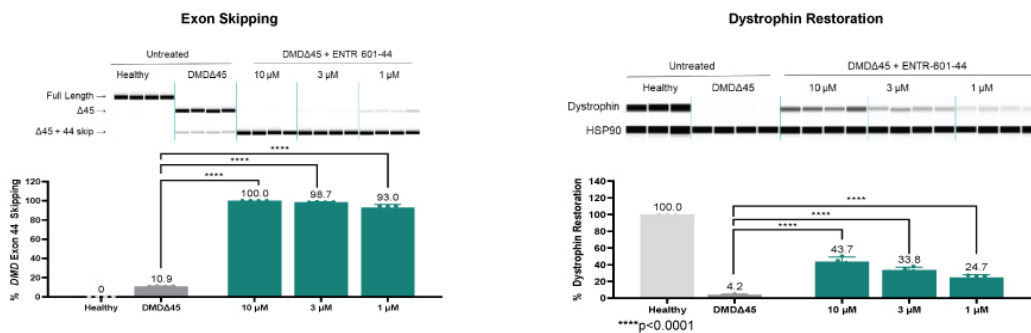 Exon Skipping
Untreated
DMDΔ45 + ENTR 601-44
Healthy
DMDΔ45
10 µM
3 µM
1 µM
Full Length →
Δ45 →
Δ45 + 44 skip →
****
****
****
% DMD Exon 44 Skipping
120
100
80
60
40
20
0
0
10.9
100.0
98.7
93.0
Healthy
DMDΔ45
10 µM
3 µM
1 µM
Dystrophin Restoration
Untreated
DMDΔ45 + ENTR-601-44
Healthy
DMDΔ45
10 µM
3 µM
1 µM
Dystrophin
HSP90
****
****
****
% Dystrophin Restoration
140
120
100
80
60
40
20
0
100.0
4.2
43.7
33.8
24.7
Healthy
DMDΔ45
10 µM
3 µM
1 µM
****p<0.0001